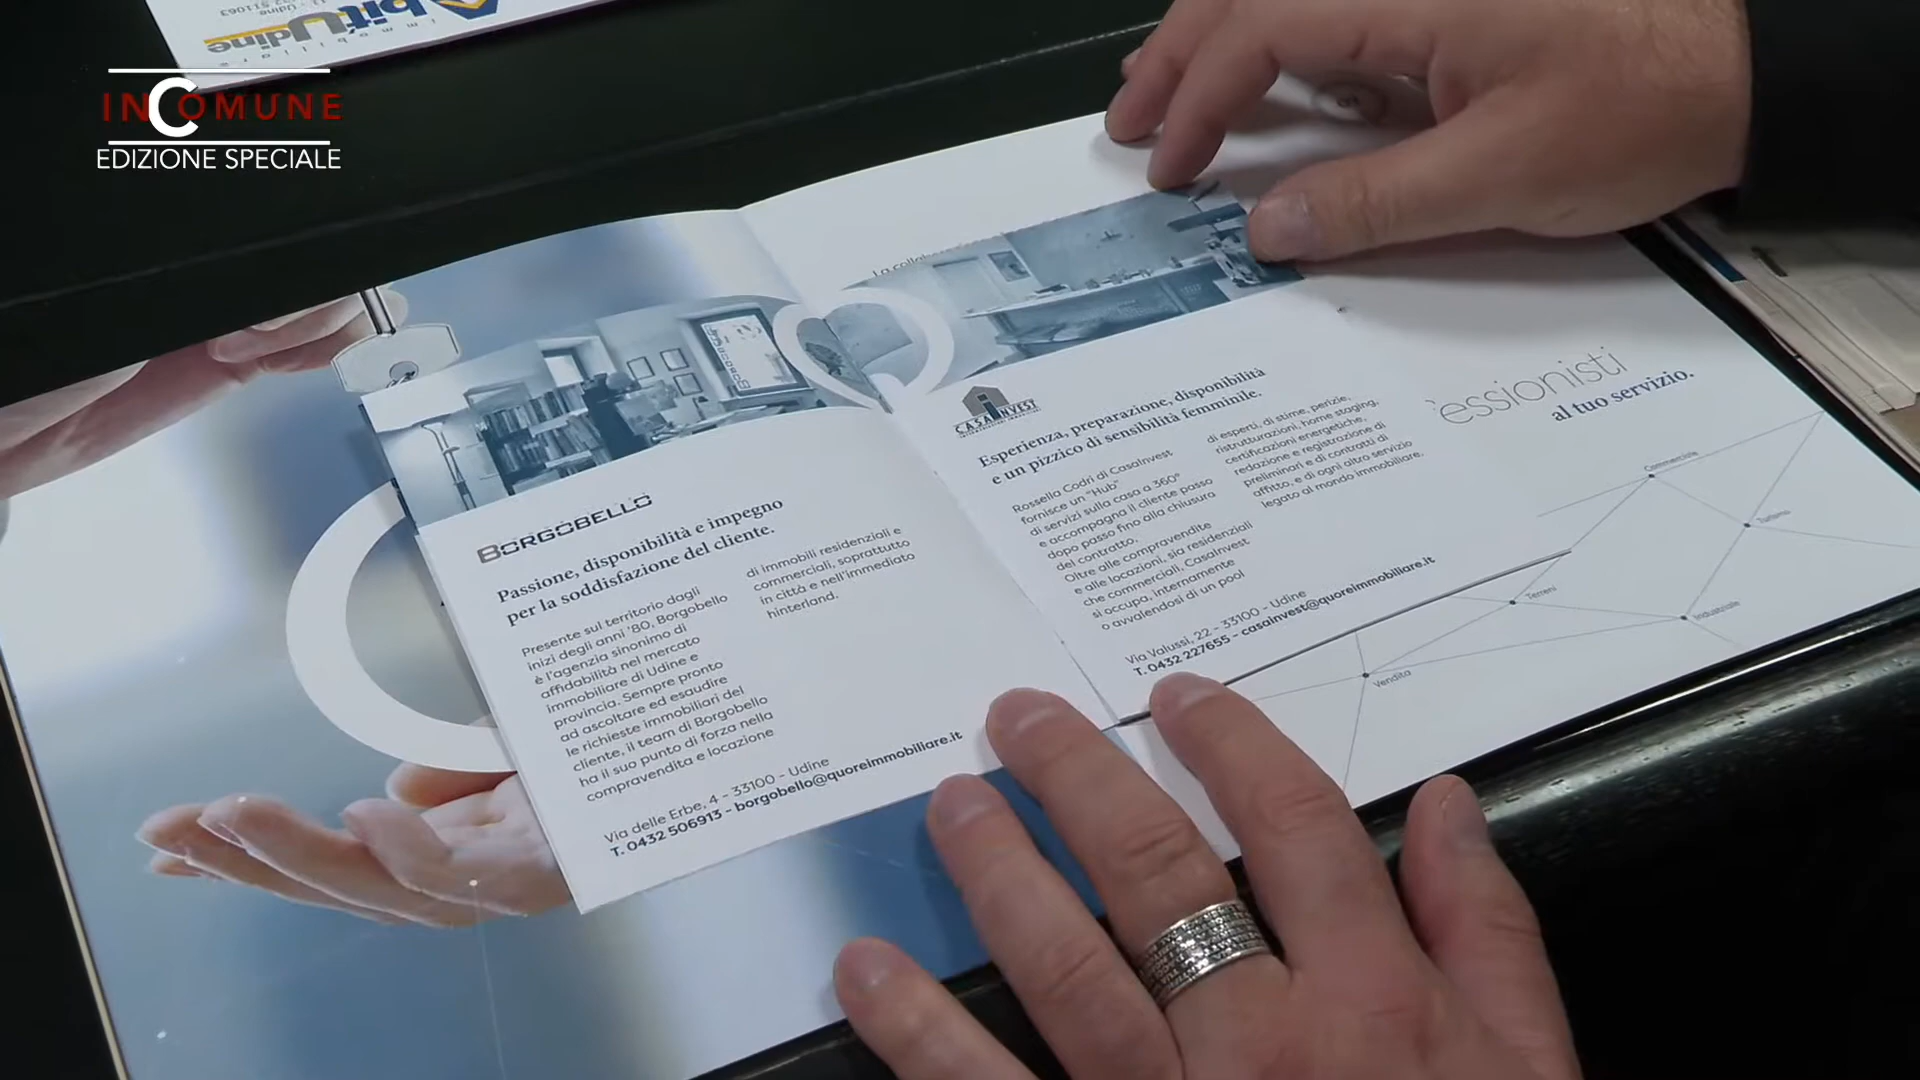 INCOMUNE
EDIZIONE SPECIALE
bitUdine
immobiliare
BORGOBELLO
Passione, disponibilità e impegno
per la soddisfazione del cliente.
Presente sul territorio dagli
inizi degli anni '80, Borgobello
è l'agenzia sinonimo di
affidabilità nel mercato
immobiliare di Udine e
provincia. Sempre pronto
ad ascoltare ed esaudire
le richieste immobiliari del
cliente, il team di Borgobello
ha il suo punto di forza nella
compravendita e locazione
di immobili residenziali e
commerciali, soprattutto
in città e nell'immediato
hinterland.
Via delle Erbe, 4 - 33100 - Udine
T. 0432 506913 - borgobello@quoreimmobiliare.it
La
CASAINVEST
Esperienza, preparazione, disponibilità
e un pizzico di sensibilità femminile.
Rossella Codri di CasaInvest
fornisce un "Hub"
di servizi sulla casa a 360°
e accompagna il cliente passo
dopo passo fino alla chiusura
del contratto.
Oltre alle compravendite
e alle locazioni, sia residenziali
che commerciali, CasaInvest
si occupa, internamente
o avvalendosi di un pool
di esperti, di stime, perizie,
ristrutturazioni, home staging,
certificazioni energetiche,
redazione e registrazione di
preliminari e di contratti di
affitto, e di ogni altro servizio
legato al mondo immobiliare.
Via Valussi, 22 - 33100 - Udine
T. 0432 227655 - casainvest@quoreimmobiliare.it
essionisti
al tuo servizio.
Commerciale
Turismo
Terreni
Industriale
Vendita